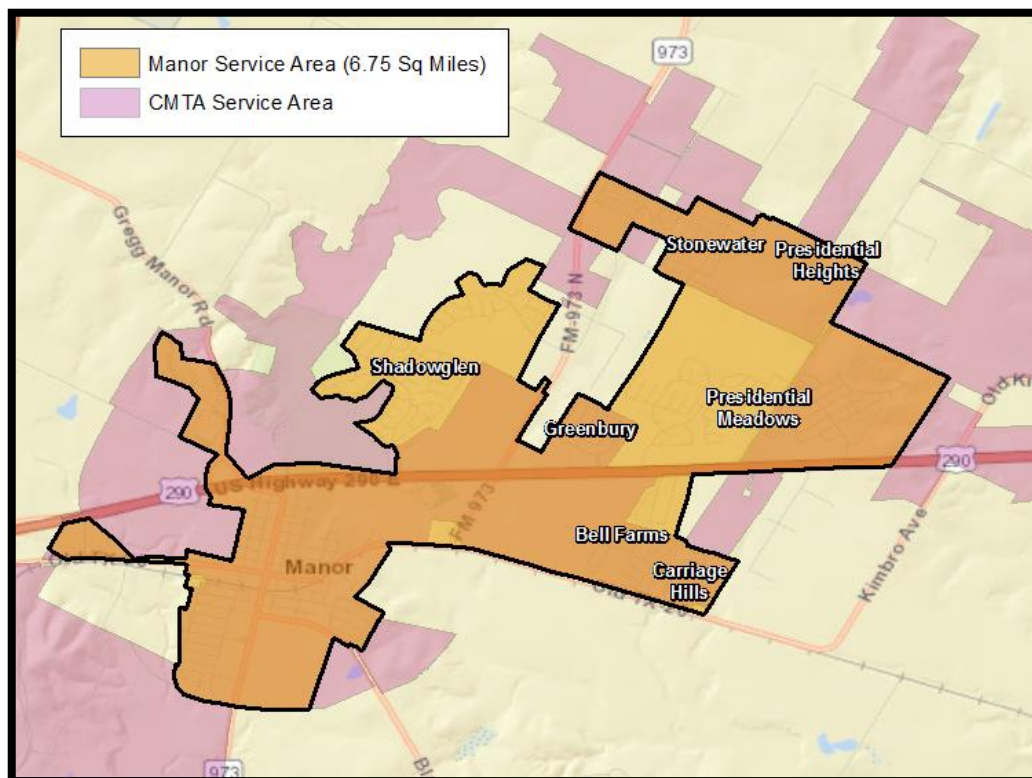 Manor Service Area (6.75 Sq Miles)
CMTA Service Area
973
Gregg Manor Rd
Stonewater
Presidential
Heights
FM-973 N
Shadowglen
Presidential
Meadows
Greenbury
290
US Highway 290 E
290
FM 973
Bell Farms
Manor
Carriage
Hills
Kimbro Ave
973